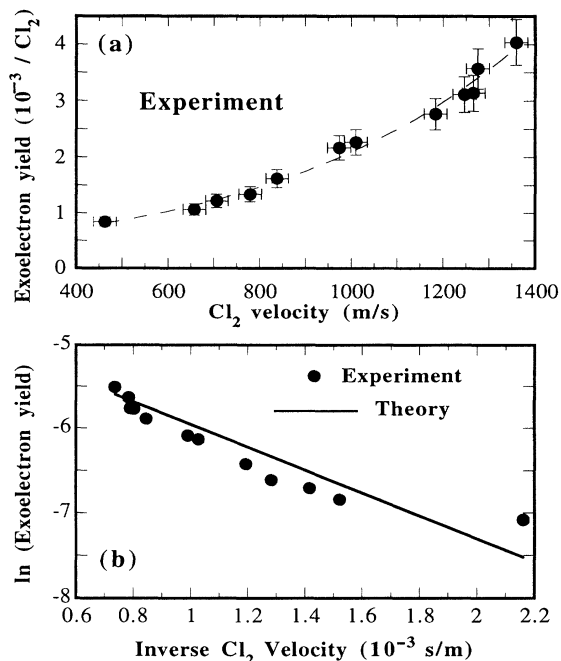 (a)
Experiment
Exoelectron yield (10⁻³ / Cl₂)
4
3
2
1
0
400 600 800 1000 1200 1400
Cl₂ velocity (m/s)
-5
-6
-7
-8
ln (Exoelectron yield)
Experiment
Theory
(b)
0.6 0.8 1 1.2 1.4 1.6 1.8 2 2.2
Inverse Cl₂ Velocity (10⁻³ s/m)